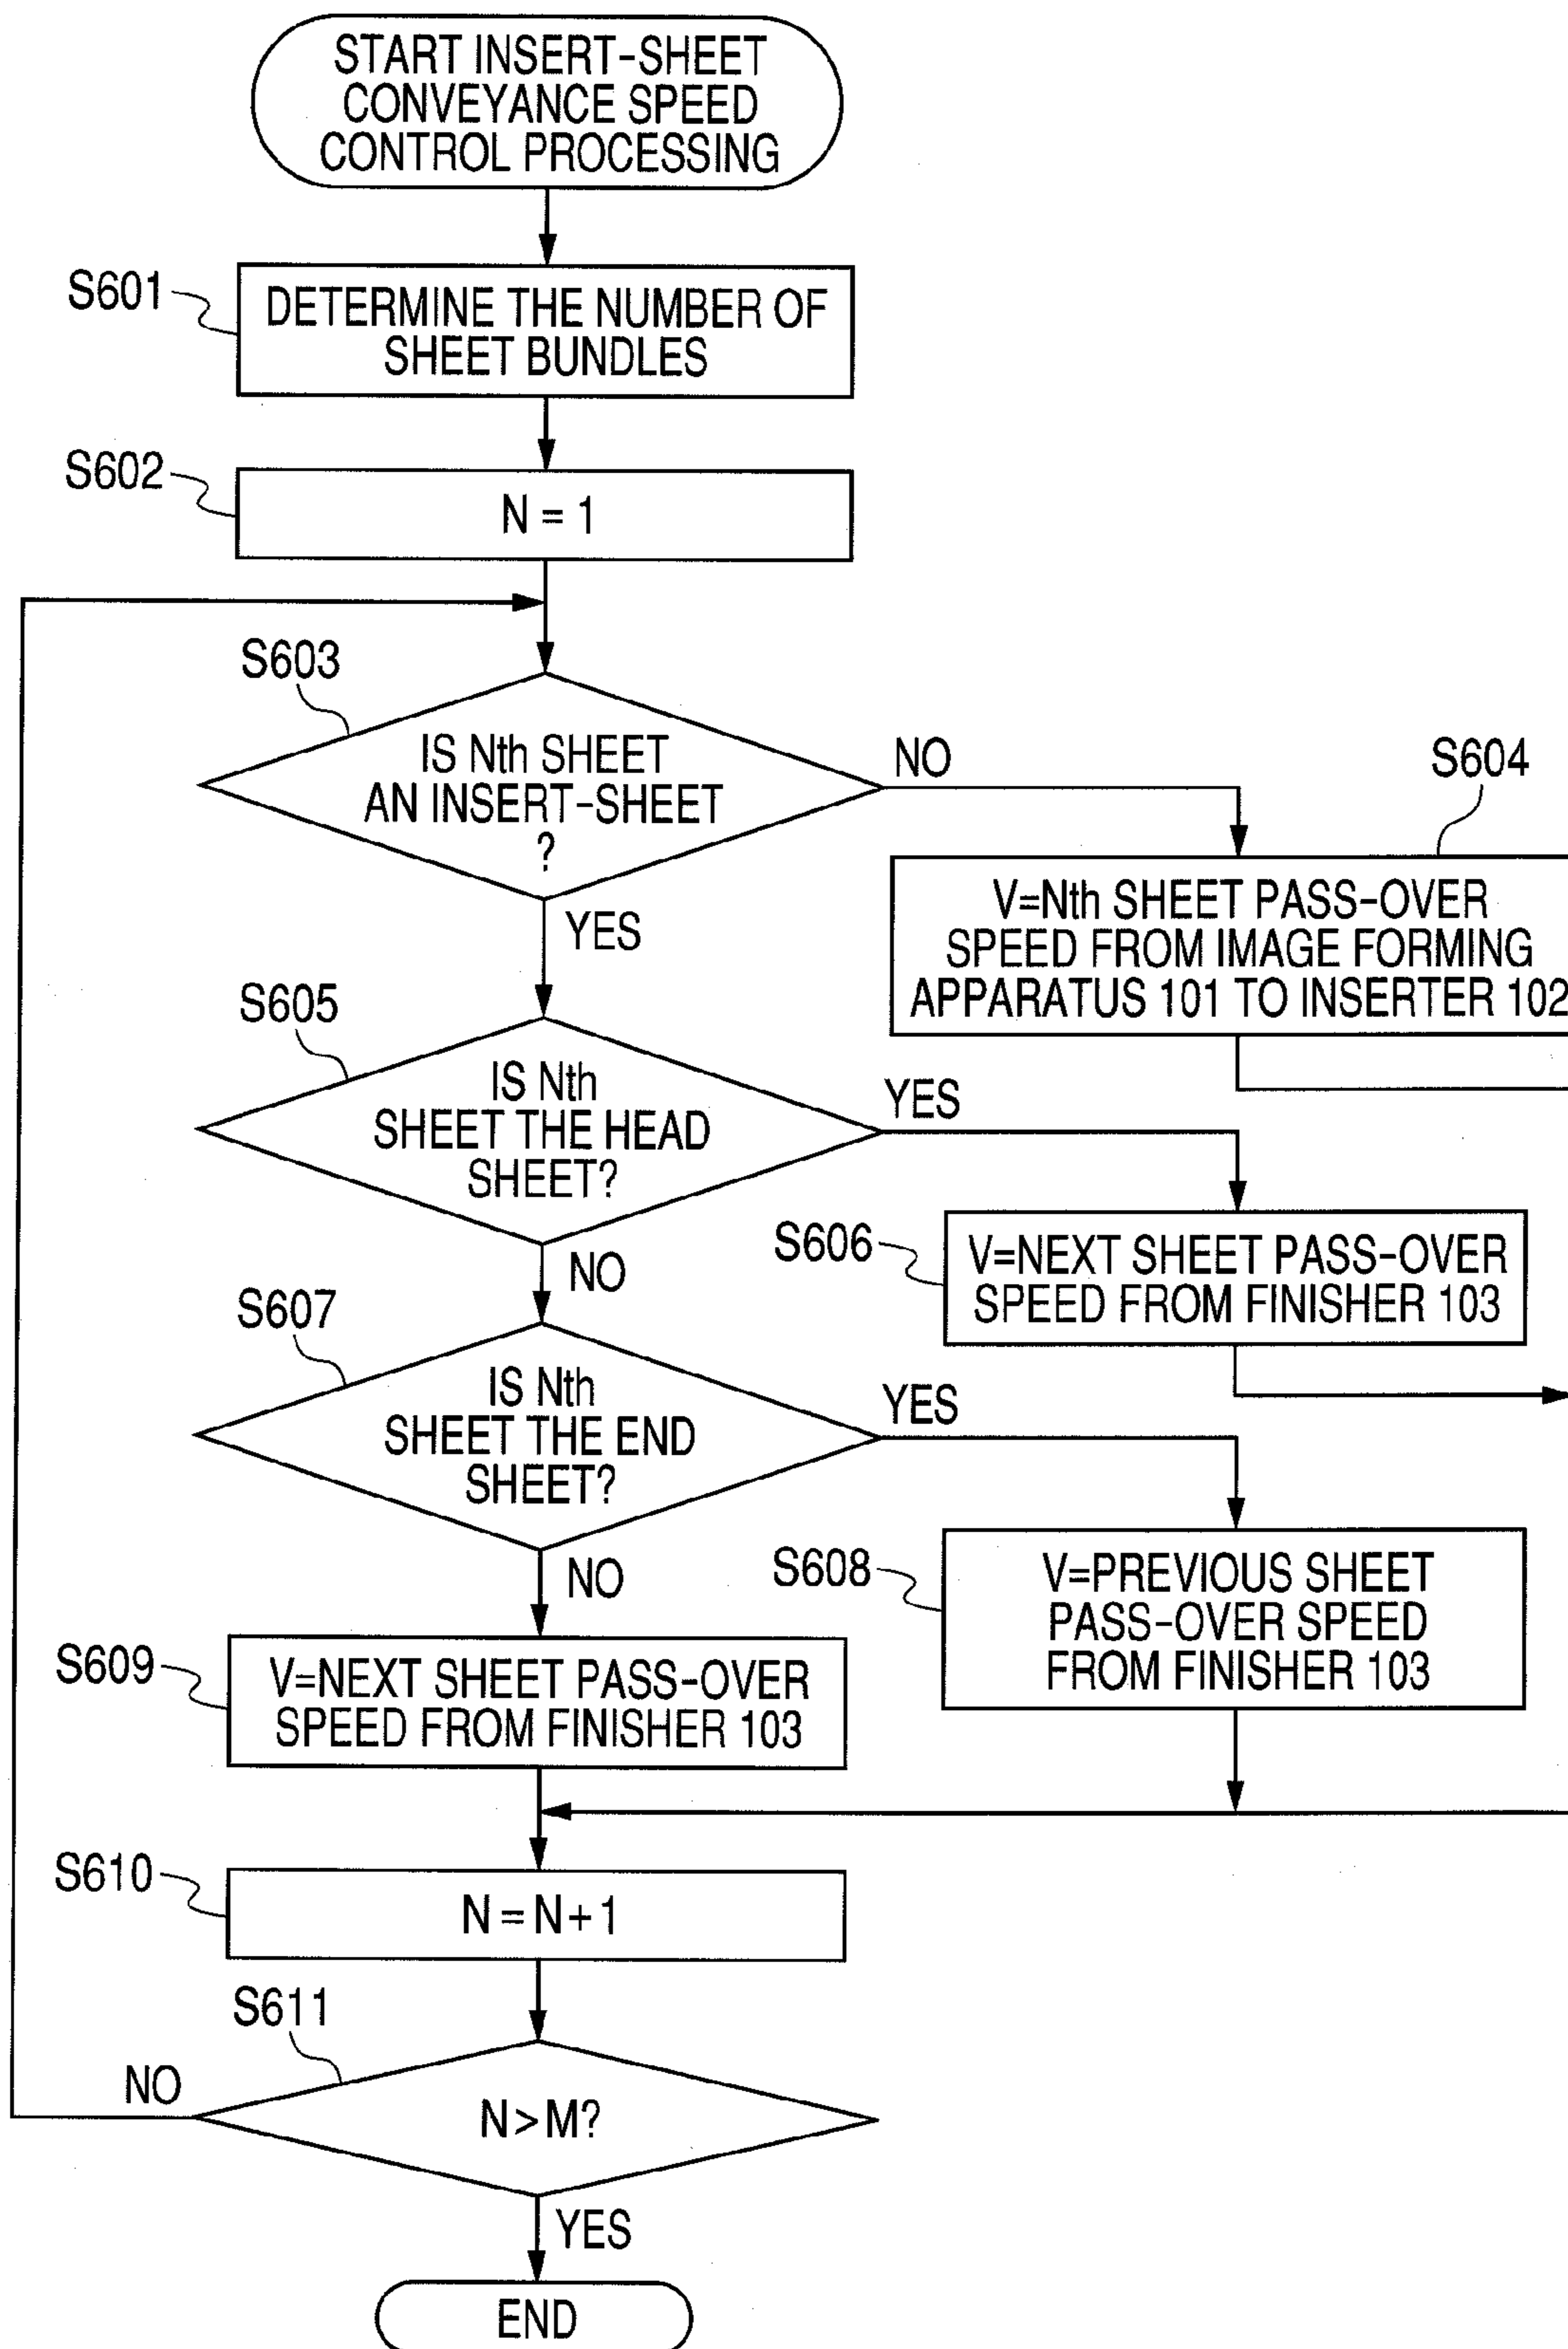 START INSERT-SHEET
CONVEYANCE SPEED
CONTROL PROCESSING
S601
DETERMINE THE NUMBER OF
SHEET BUNDLES
S602
N = 1
S603
IS Nth SHEET
AN INSERT-SHEET
?
NO
YES
S604
V=Nth SHEET PASS-OVER
SPEED FROM IMAGE FORMING
APPARATUS 101 TO INSERTER 102
S605
IS Nth
SHEET THE HEAD
SHEET?
YES
NO
S606
V=NEXT SHEET PASS-OVER
SPEED FROM FINISHER 103
S607
IS Nth
SHEET THE END
SHEET?
YES
NO
S608
V=PREVIOUS SHEET
PASS-OVER SPEED
FROM FINISHER 103
S609
V=NEXT SHEET PASS-OVER
SPEED FROM FINISHER 103
S610
N = N + 1
S611
NO
N > M?
YES
END